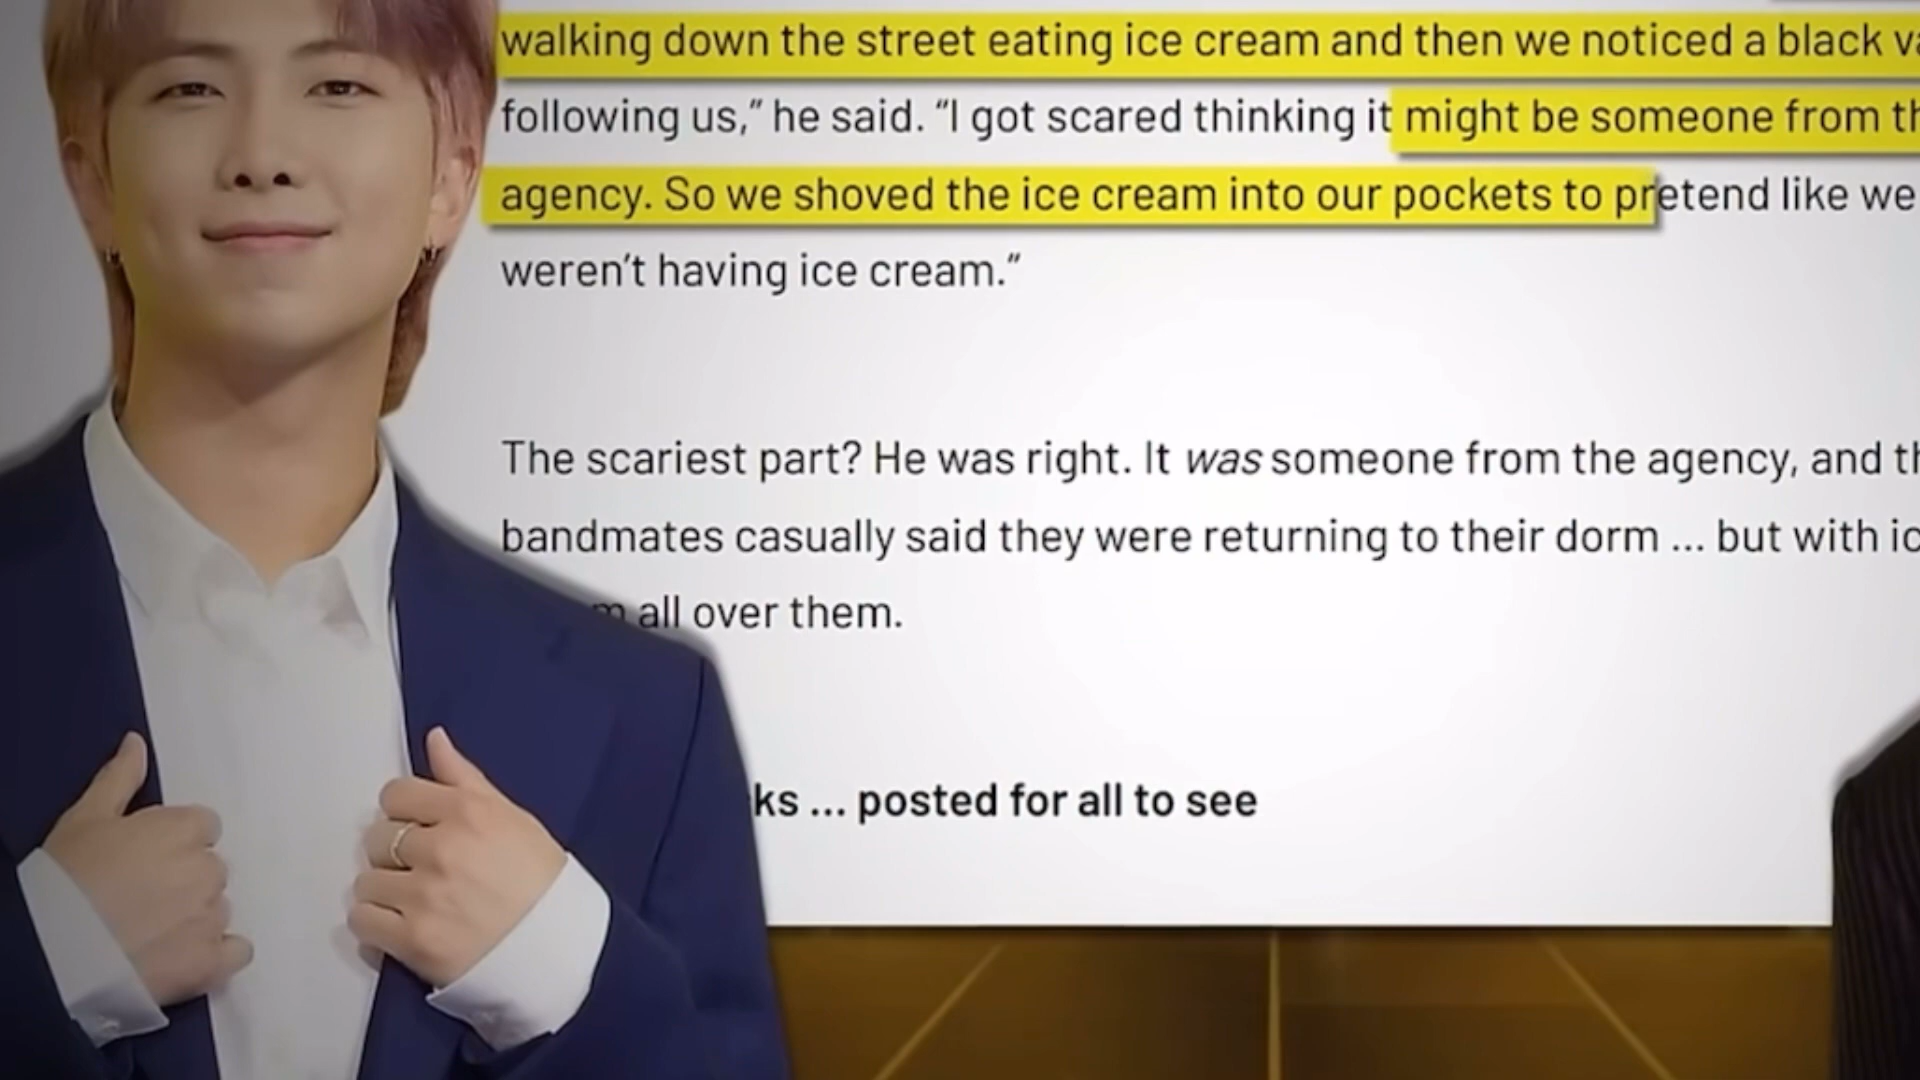 walking down the street eating ice cream and then we noticed a black
following us,” he said. “I got scared thinking it might be someone from
agency. So we shoved the ice cream into our pockets to pretend like we
weren’t having ice cream.”
The scariest part? He was right. It was someone from the agency, and
bandmates casually said they were returning to their dorm ... but with
all over them.
... posted for all to see